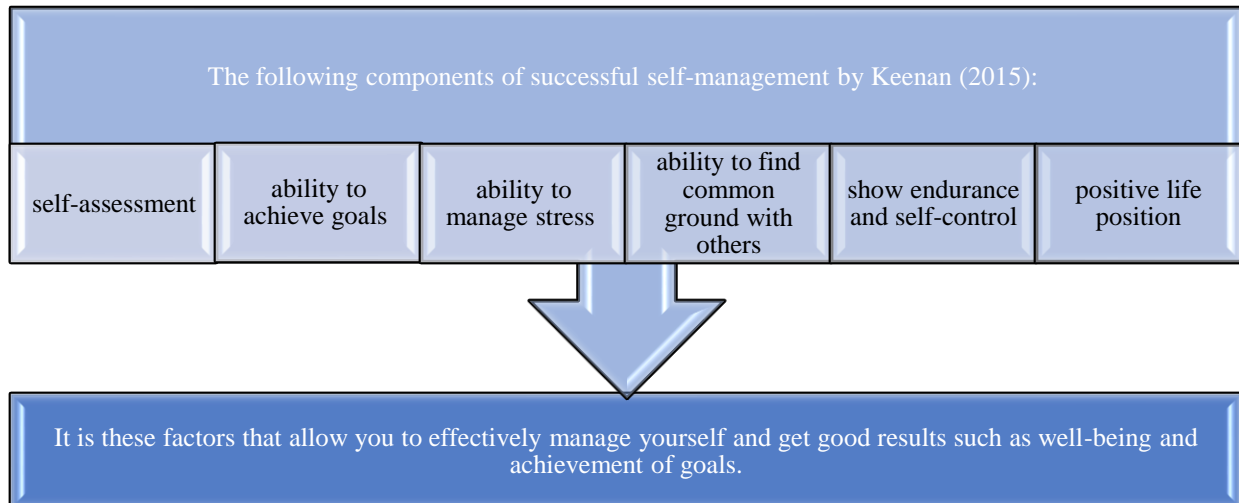 The following components of successful self-management by Keenan (2015):
self-assessment
ability to
achieve goals
ability to
manage stress
ability to find
common
ground with
others
show endurance
and self-control
positive life
position
It is these factors that allow you to effectively manage yourself and get good results such as well-being and
achievement of goals.